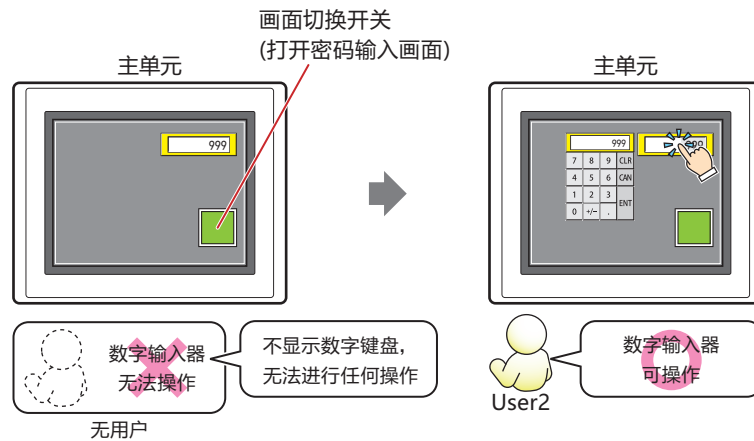 画面切换开关
(打开密码输入画面)
主单元
999
主单元
999
99
7 8 9 CLR
4 5 6 CAN
1 2 3
ENT
0 +/- .
数字输入器
无法操作
不显示数字键盘，
无法进行任何操作
无用户
User2
数字输入器
可操作